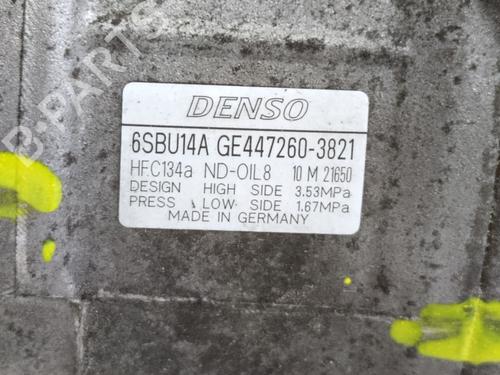 DENSO
6SBU14A GE447260-3821
HFC134a ND-OIL8 10 M 21650
DESIGN HIGH SIDE 3.53MPa
PRESS LOW SIDE 1.67MPa
MADE IN GERMANY